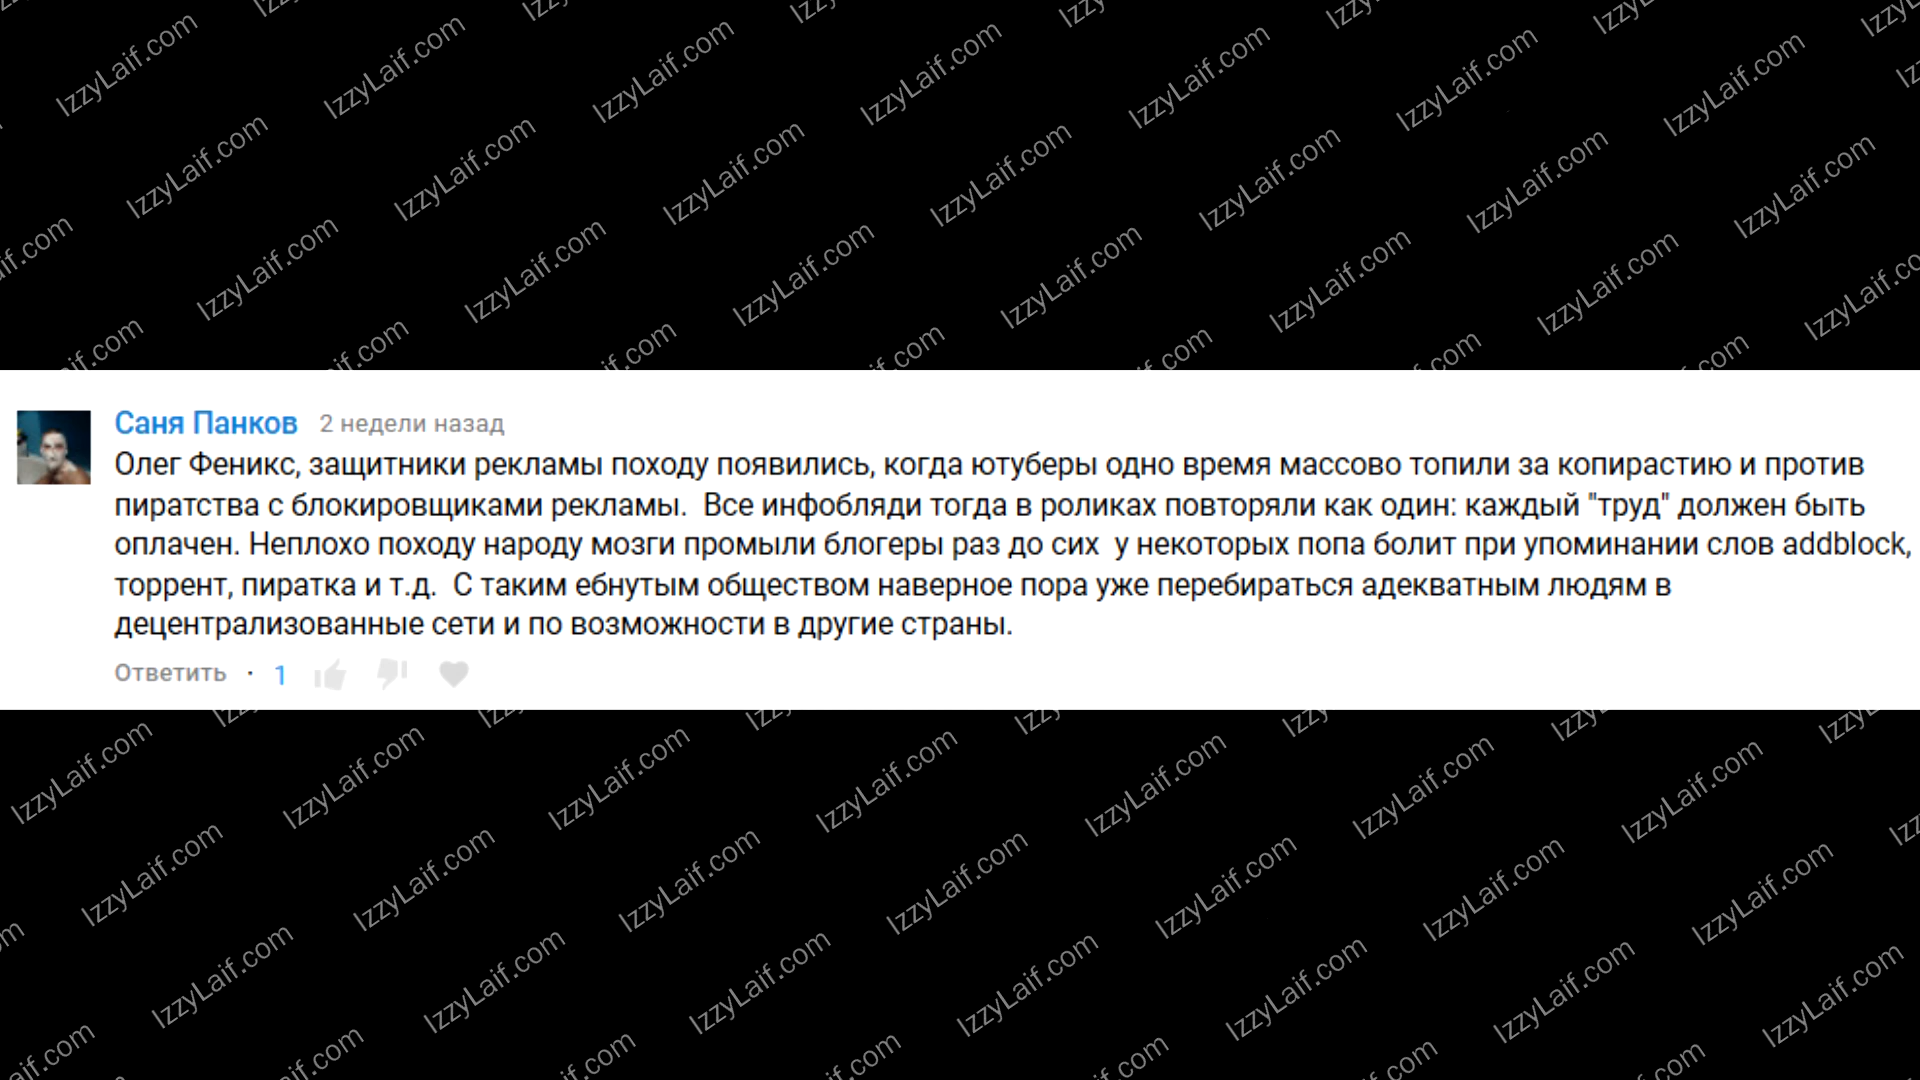 Саня Панков 2 недели назад
Олег Феникс, защитники рекламы походу появились, когда ютуберы одно время массово топили за копирастию и против
пиратства с блокировщиками рекламы.  Все инфобляди тогда в роликах повторяли как один: каждый "труд" должен быть
оплачен. Неплохо походу народу мозги промыли блогеры раз до сих  у некоторых попа болит при упоминании слов addblock,
торрент, пиратка и т.д.  С таким ебнутым обществом наверное пора уже перебираться адекватным людям в
децентрализованные сети и по возможности в другие страны.
Ответить · 1
IzzyLaif.com